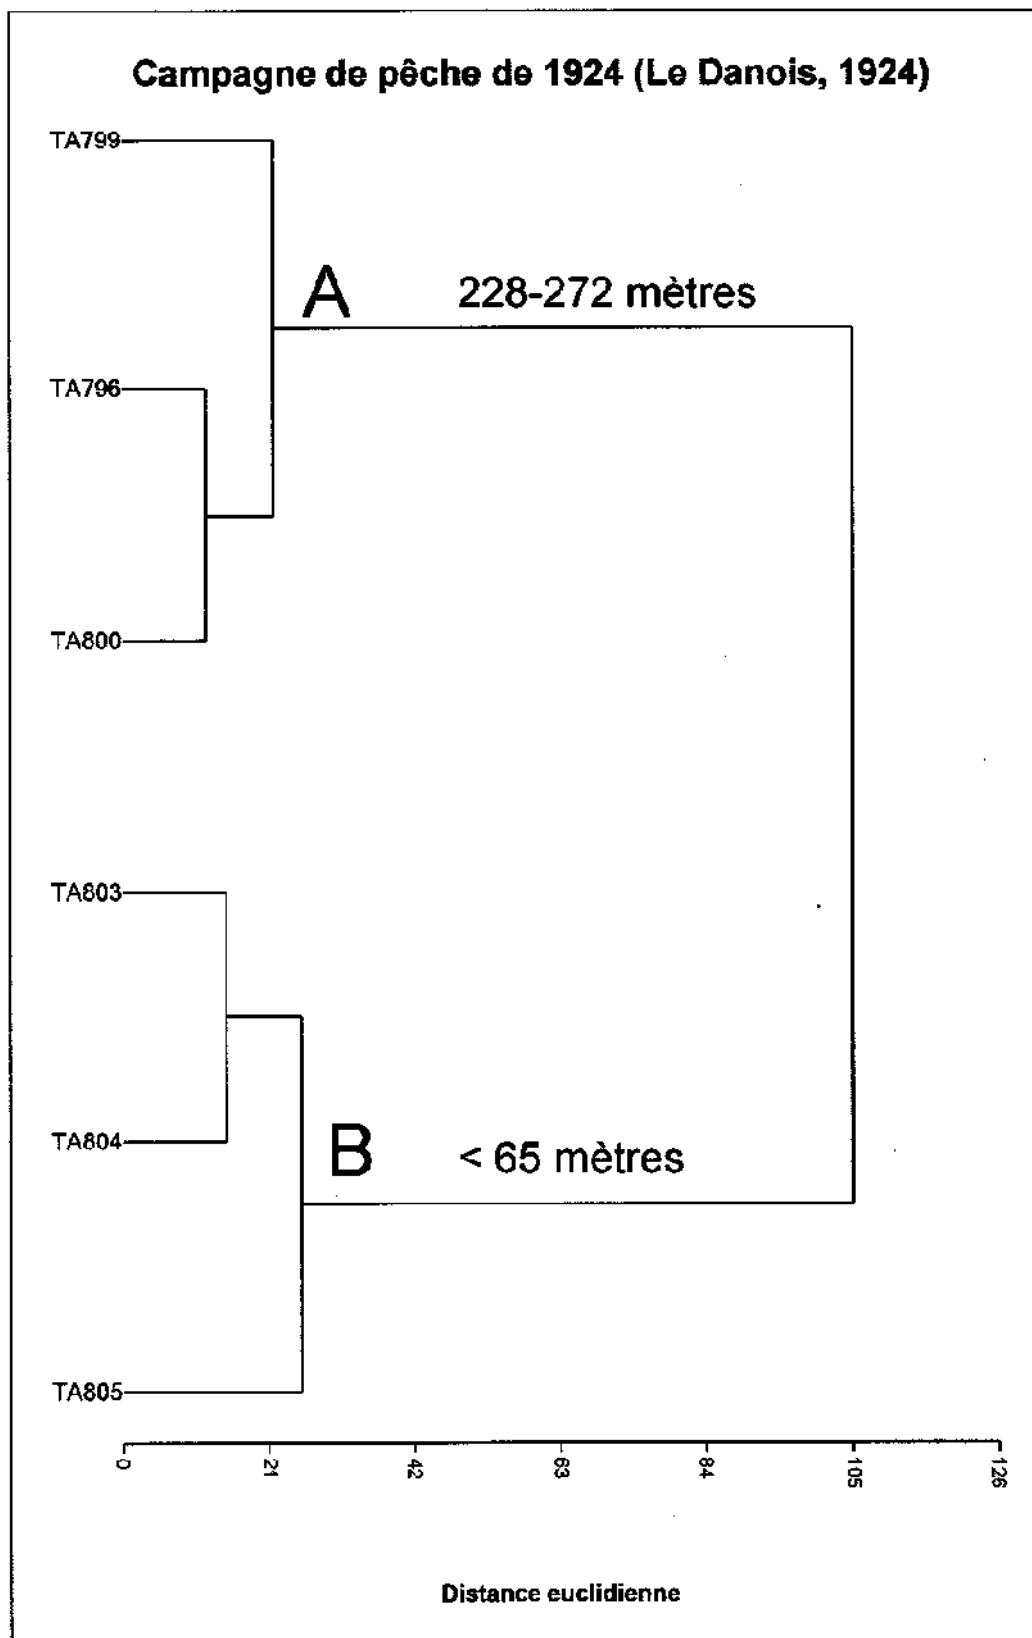 Campagne de pêche de 1924 (Le Danois, 1924)
TA799
A 228-272 mètres
TA796
TA800
TA803
TA804
B < 65 mètres
TA805
0 21 42 63 84 105 126
Distance euclidienne